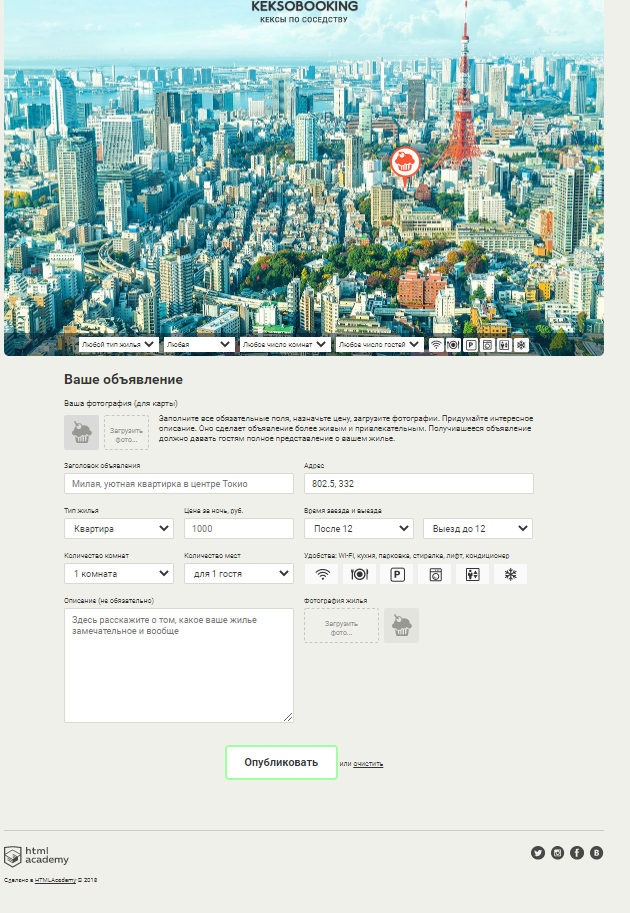 KEKSOBOOKING
КЕКСЫ ПО СОСЕДСТВУ
Любой тип жилья
Любая
Любое число комнат
Любое число гостей
P
Ваше объявление
Ваша фотография (для карты)
Загрузить
фото...
Заполните все обязательные поля, назначьте цену, загрузите фотографии. Придумайте интересное
описание. Оно сделает объявление более живым и привлекательным. Получившееся объявление
должно давать гостям полное представление о вашем жилье.
Заголовок объявления
Адрес
Милая, уютная квартирка в центре Токио
802.5, 332
Тип жилья
Цена за ночь, руб.
Время заезда и выезда
Квартира
1000
После 12
Выезд до 12
Количество комнат
Количество мест
Удобства: Wi-Fi, кухня, парковка, стиралка, лифт, кондиционер
1 комната
для 1 гостя
P
Описание (не обязательно)
Фотография жилья
Здесь расскажите о том, какое ваше жилье
замечательное и вообще
Загрузить
фото...
Опубликовать
или очистить
html
academy
Сделано в HTMLAcademy © 2018